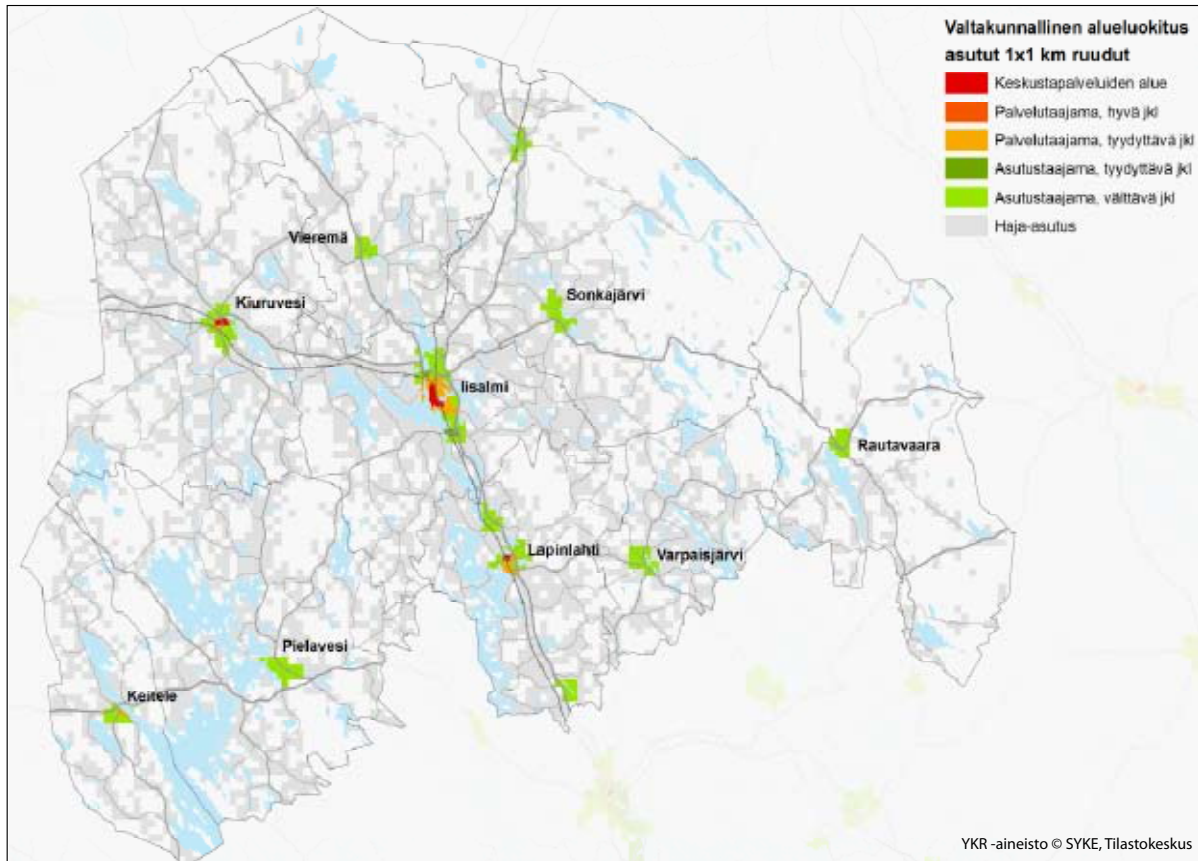 Valtakunnallinen alueluokitus
asutut 1x1 km ruudut
Keskustapalveluiden alue
Palvelutaajama, hyvä jkl
Palvelutaajama, tyydyttävä jkl
Asutustaajama, tyydyttävä jkl
Asutustaajama, välttävä jkl
Haja-asutus
Vieremä
Kiuruvesi
Sonkajärvi
Iisalmi
Rautavaara
Lapinlahti
Varpaisjärvi
Pielavesi
Keitele
YKR -aineisto © SYKE, Tilastokeskus